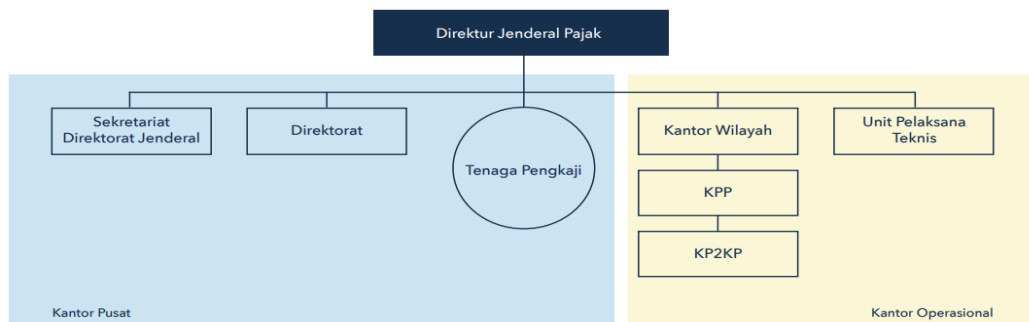 Direktur Jenderal Pajak
Sekretariat
Direktorat Jenderal
Direktorat
Tenaga Pengkaji
Kantor Wilayah
Unit Pelaksana
Teknis
KPP
KP2KP
Kantor Pusat
Kantor Operasional